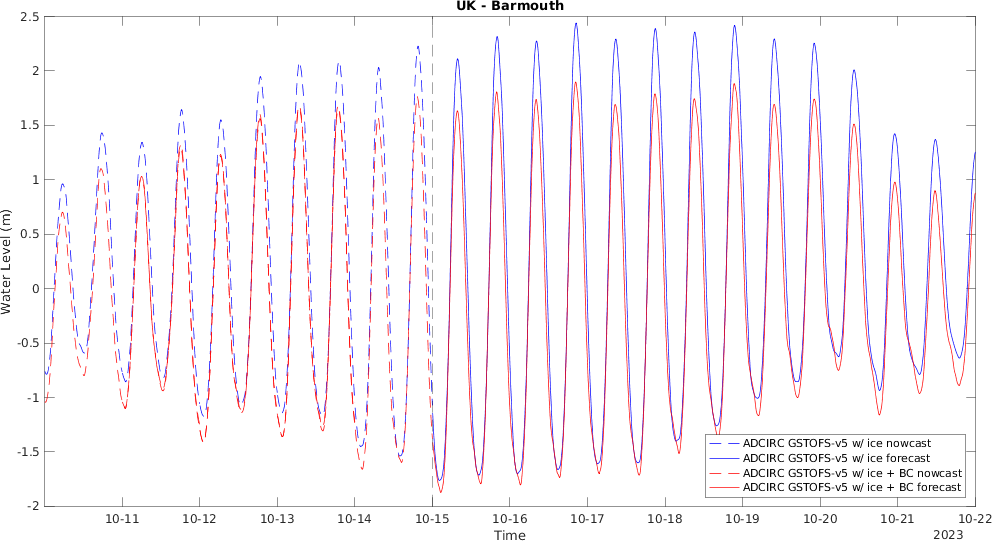 UK - Barmouth
Water Level (m)
2.5
2
1.5
1
0.5
0
-0.5
-1
-1.5
-2
10-11 10-12 10-13 10-14 10-15 10-16 10-17 10-18 10-19 10-20 10-21 10-22
Time
2023
ADCIRC GSTOFS-v5 w/ ice nowcast
ADCIRC GSTOFS-v5 w/ ice forecast
ADCIRC GSTOFS-v5 w/ ice + BC nowcast
ADCIRC GSTOFS-v5 w/ ice + BC forecast